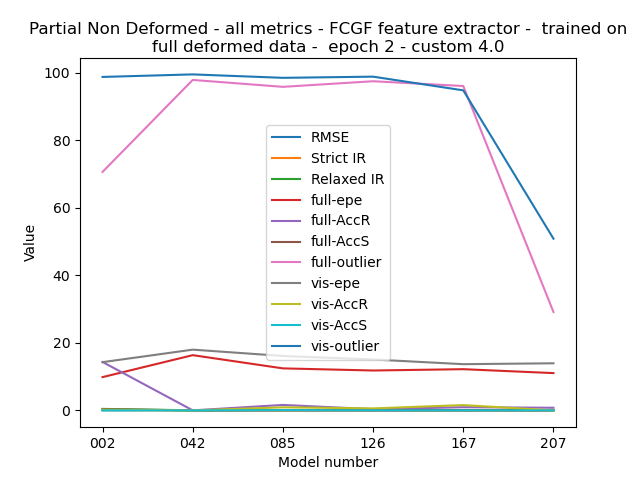 Partial Non Deformed - all metrics - FCGF feature extractor -  trained on
full deformed data -  epoch 2 - custom 4.0
100
80
60
40
20
0
Value
RMSE
Strict IR
Relaxed IR
full-epe
full-AccR
full-AccS
full-outlier
vis-epe
vis-AccR
vis-AccS
vis-outlier
002 042 085 126 167 207
Model number